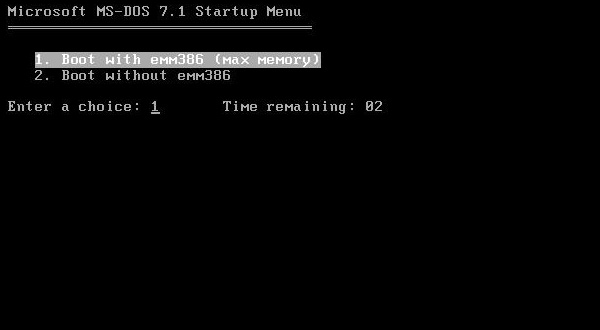 Microsoft MS-DOS 7.1 Startup Menu
1. Boot with emm386 (max memory)
2. Boot without emm386
Enter a choice: 1 Time remaining: 02